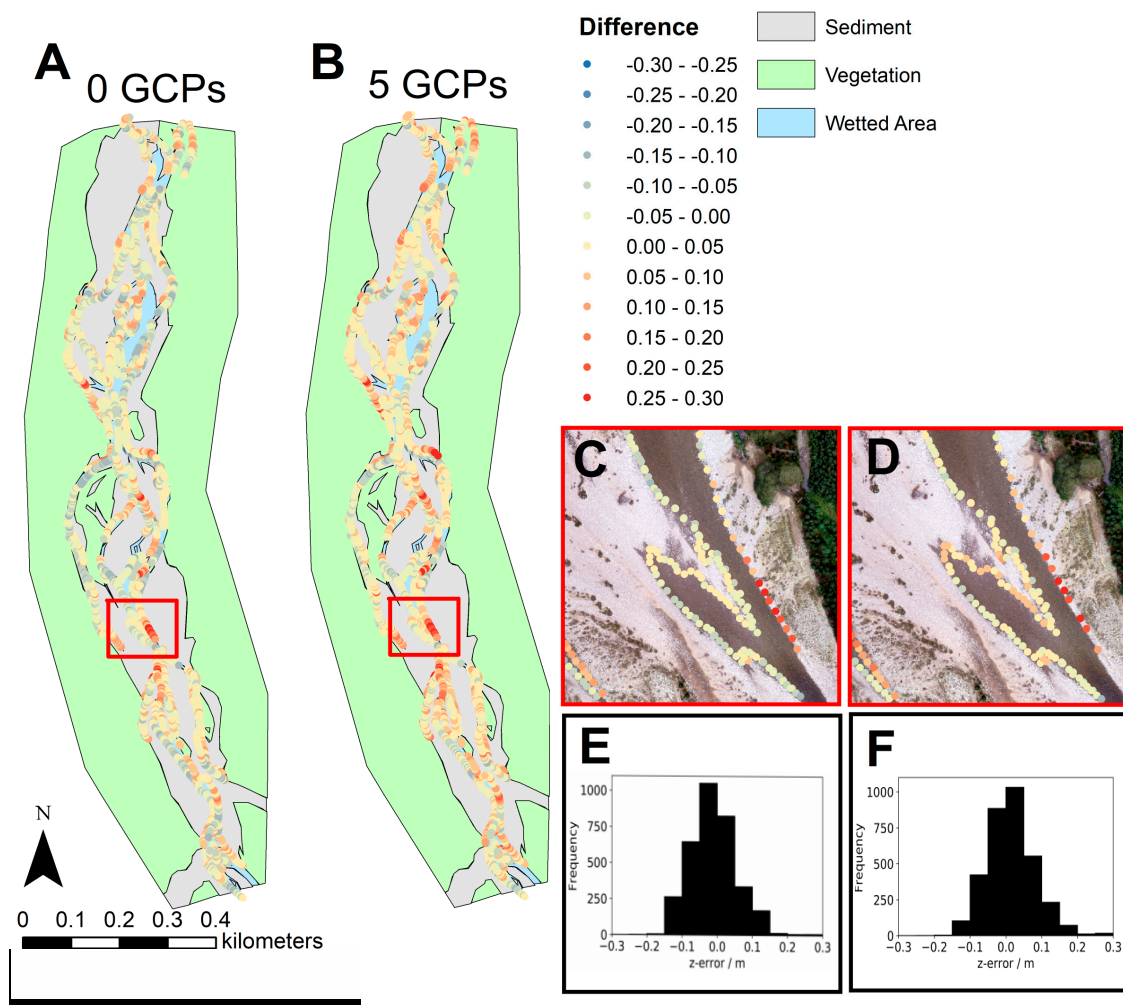 A
0 GCPs
B
5 GCPs
Difference
-0.30 - -0.25
-0.25 - -0.20
-0.20 - -0.15
-0.15 - -0.10
-0.10 - -0.05
-0.05 - 0.00
0.00 - 0.05
0.05 - 0.10
0.10 - 0.15
0.15 - 0.20
0.20 - 0.25
0.25 - 0.30
Sediment
Vegetation
Wetted Area
N
0 0.1 0.2 0.3 0.4
kilometers
C
D
E
1000
750
500
250
0
Frequency
−0.3 −0.2 −0.1 0.0 0.1 0.2 0.3
z-error / m
F
1000
750
500
250
0
Frequency
−0.3 −0.2 −0.1 0.0 0.1 0.2 0.3
z-error / m